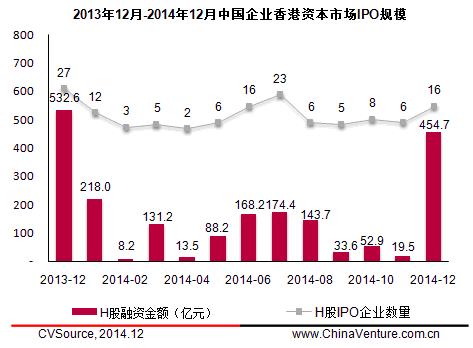 2013年12月-2014年12月中国企业香港资本市场IPO规模
800
700
600
500
400
300
200
100
-
27 12 3 5 2 6 16 23 6 5 8 6 16
532.6 218.0 8.2 131.2 13.5 88.2 168.2 174.4 143.7 33.6 52.9 19.5 454.7
2013-12 2014-02 2014-04 2014-06 2014-08 2014-10 2014-12
H股融资金额（亿元） H股IPO企业数量
CVSource, 2014.12 www.ChinaVenture.com.cn